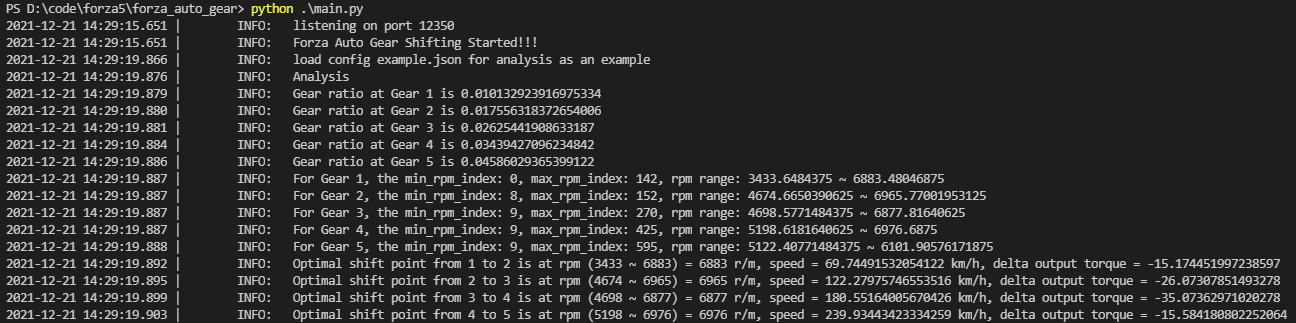 PS D:\code\forza5\forza_auto_gear> python .\main.py
2021-12-21 14:29:15.651 | INFO: listening on port 12350
2021-12-21 14:29:15.651 | INFO: Forza Auto Gear Shifting Started!!!
2021-12-21 14:29:19.866 | INFO: load config example.json for analysis as an example
2021-12-21 14:29:19.876 | INFO: Analysis
2021-12-21 14:29:19.879 | INFO: Gear ratio at Gear 1 is 0.010132923916975334
2021-12-21 14:29:19.880 | INFO: Gear ratio at Gear 2 is 0.017556318372654006
2021-12-21 14:29:19.881 | INFO: Gear ratio at Gear 3 is 0.02625441908633187
2021-12-21 14:29:19.884 | INFO: Gear ratio at Gear 4 is 0.03439427096234842
2021-12-21 14:29:19.886 | INFO: Gear ratio at Gear 5 is 0.04586029365399122
2021-12-21 14:29:19.887 | INFO: For Gear 1, the min_rpm_index: 0, max_rpm_index: 142, rpm range: 3433.6484375 ~ 6883.48046875
2021-12-21 14:29:19.887 | INFO: For Gear 2, the min_rpm_index: 8, max_rpm_index: 152, rpm range: 4674.6650390625 ~ 6965.77001953125
2021-12-21 14:29:19.887 | INFO: For Gear 3, the min_rpm_index: 9, max_rpm_index: 270, rpm range: 4698.5771484375 ~ 6877.81640625
2021-12-21 14:29:19.887 | INFO: For Gear 4, the min_rpm_index: 9, max_rpm_index: 425, rpm range: 5198.6181640625 ~ 6976.6875
2021-12-21 14:29:19.888 | INFO: For Gear 5, the min_rpm_index: 9, max_rpm_index: 595, rpm range: 5122.40771484375 ~ 6101.90576171875
2021-12-21 14:29:19.892 | INFO: Optimal shift point from 1 to 2 is at rpm (3433 ~ 6883) = 6883 r/m, speed = 69.74491532054122 km/h, delta output torque = -15.174451997238597
2021-12-21 14:29:19.895 | INFO: Optimal shift point from 2 to 3 is at rpm (4674 ~ 6965) = 6965 r/m, speed = 122.27975746553516 km/h, delta output torque = -26.07307851493278
2021-12-21 14:29:19.899 | INFO: Optimal shift point from 3 to 4 is at rpm (4698 ~ 6877) = 6877 r/m, speed = 180.55164005670426 km/h, delta output torque = -35.07362971020278
2021-12-21 14:29:19.903 | INFO: Optimal shift point from 4 to 5 is at rpm (5198 ~ 6976) = 6976 r/m, speed = 239.93443423334259 km/h, delta output torque = -15.584180802252064